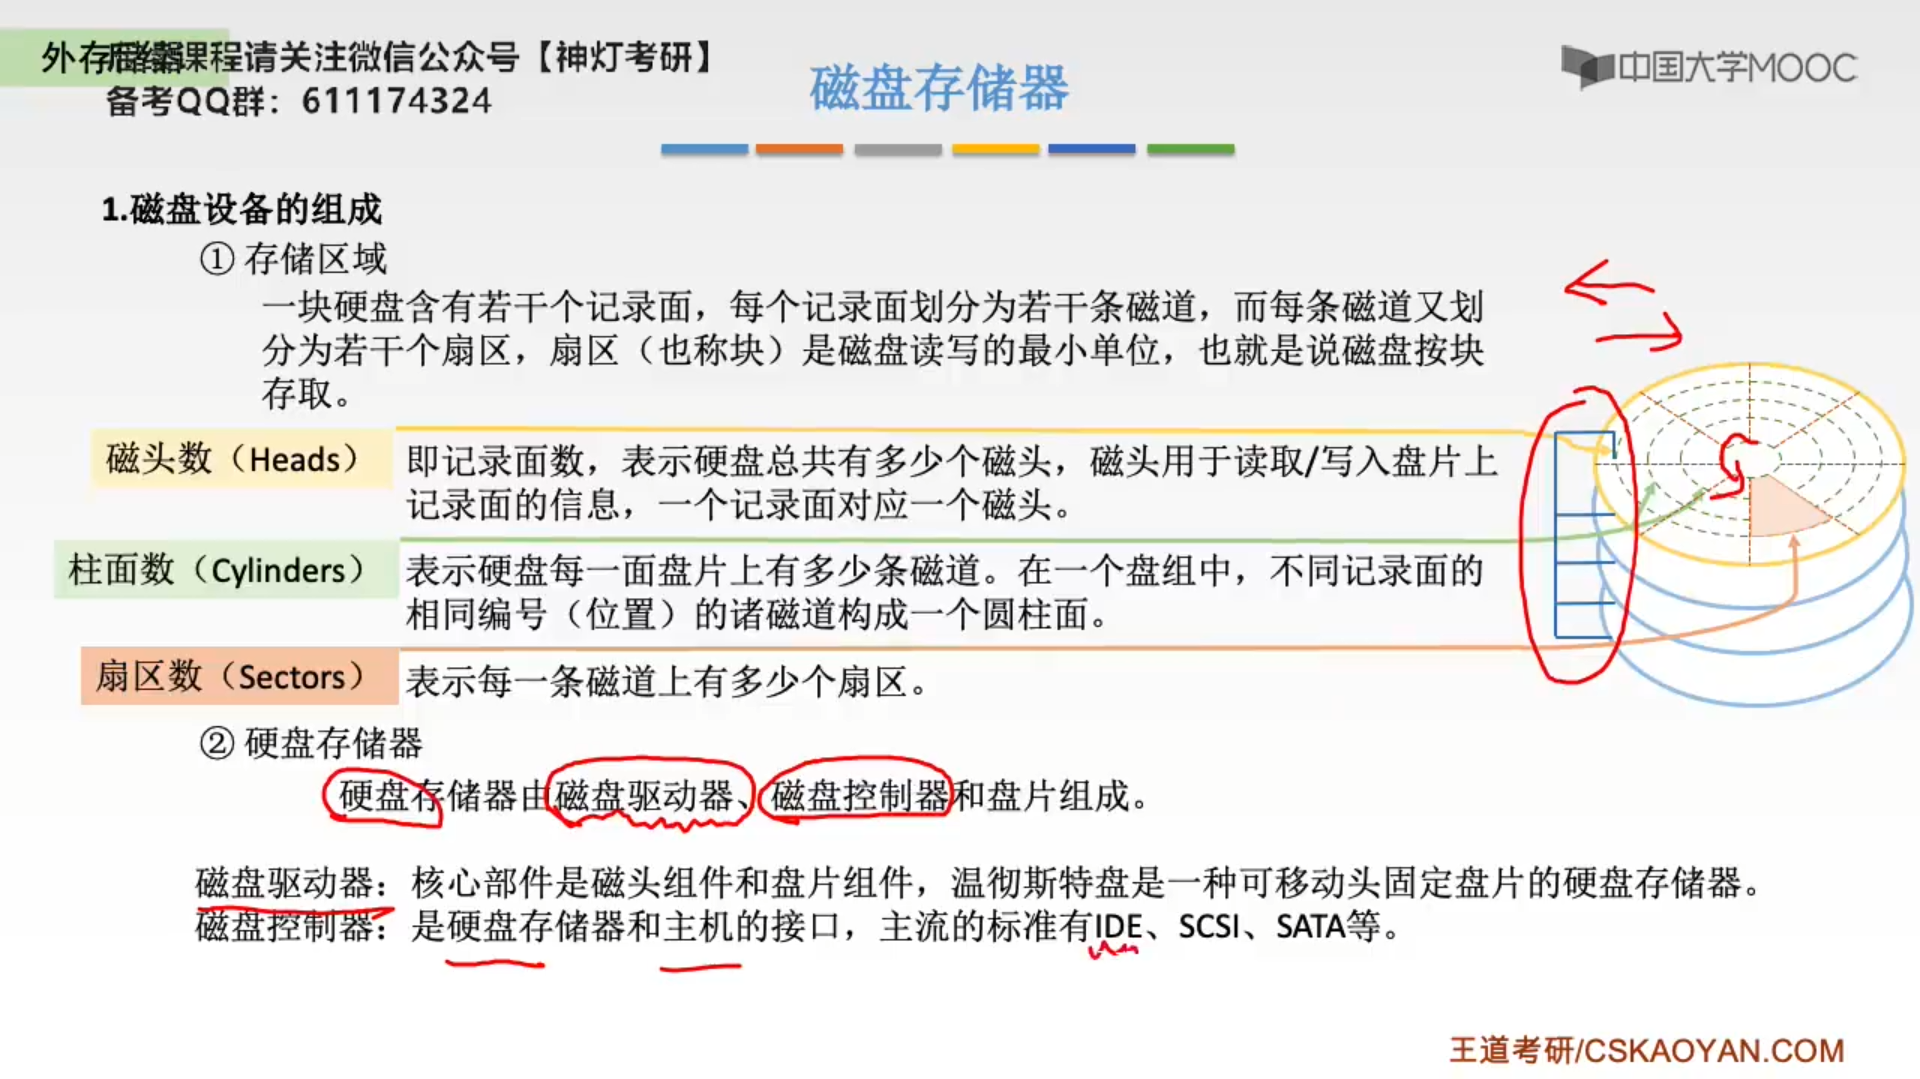 外存储器课程请关注微信公众号【神灯考研】
备考QQ群：611174324
磁盘存储器
中国大学MOOC
1.磁盘设备的组成
① 存储区域
一块硬盘含有若干个记录面，每个记录面划分为若干条磁道，而每条磁道又划
分为若干个扇区，扇区（也称块）是磁盘读写的最小单位，也就是说磁盘按块
存取。
磁头数（Heads）
即记录面数，表示硬盘总共有多少个磁头，磁头用于读取/写入盘片上
记录面的信息，一个记录面对应一个磁头。
柱面数（Cylinders）
表示硬盘每一面盘片上有多少条磁道。在一个盘组中，不同记录面的
相同编号（位置）的诸磁道构成一个圆柱面。
扇区数（Sectors）
表示每一条磁道上有多少个扇区。
② 硬盘存储器
硬盘存储器由磁盘驱动器、磁盘控制器和盘片组成。
磁盘驱动器：核心部件是磁头组件和盘片组件，温彻斯特盘是一种可移动头固定盘片的硬盘存储器。
磁盘控制器：是硬盘存储器和主机的接口，主流的标准有IDE、SCSI、SATA等。
王道考研/CSKAOYAN.COM